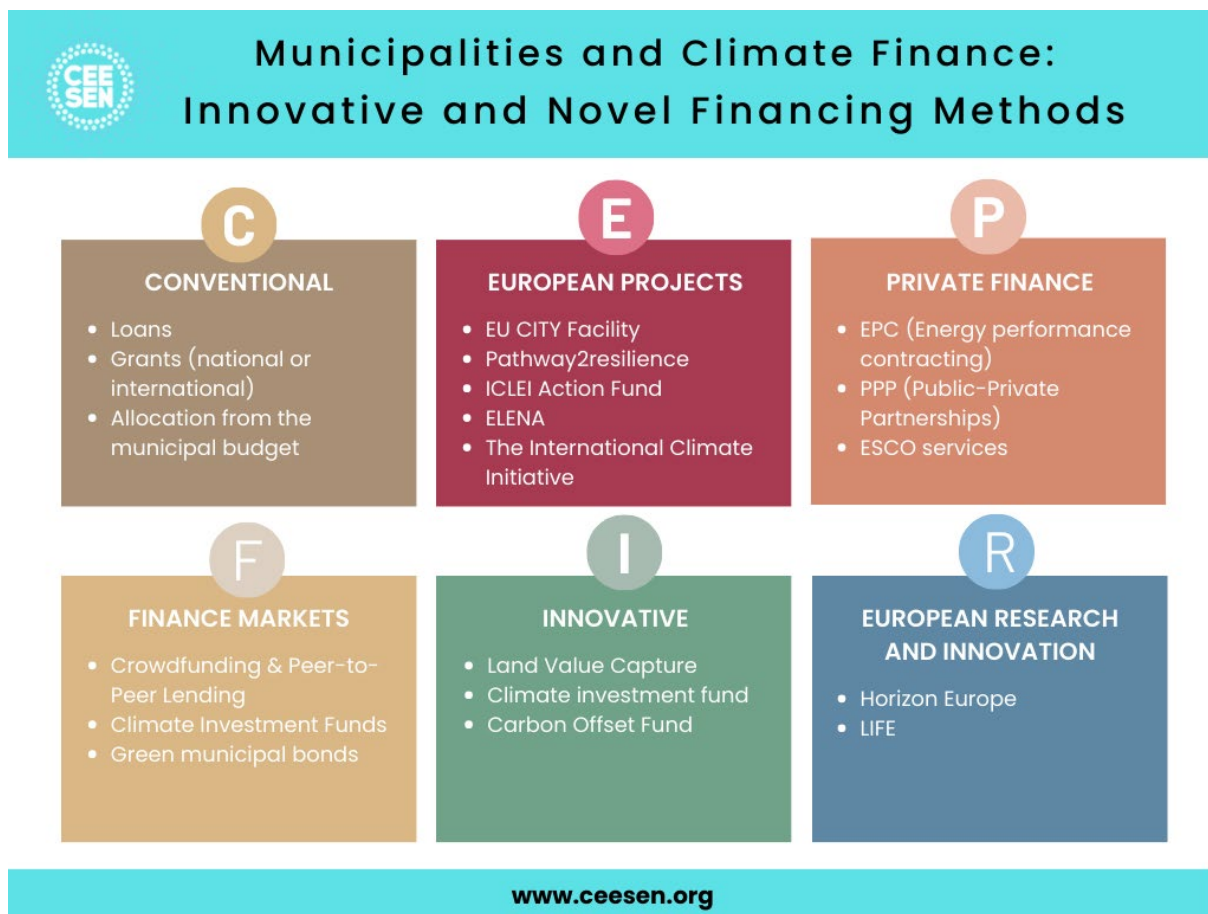 CEE
SEN
Municipalities and Climate Finance:
Innovative and Novel Financing Methods
C
CONVENTIONAL
• Loans
• Grants (national or
international)
• Allocation from the
municipal budget
E
EUROPEAN PROJECTS
• EU CITY Facility
• Pathway2resilience
• ICLEI Action Fund
• ELENA
• The International Climate
Initiative
P
PRIVATE FINANCE
• EPC (Energy performance
contracting)
• PPP (Public-Private
Partnerships)
• ESCO services
F
FINANCE MARKETS
• Crowdfunding & Peer-to-
Peer Lending
• Climate Investment Funds
• Green municipal bonds
I
INNOVATIVE
• Land Value Capture
• Climate investment fund
• Carbon Offset Fund
R
EUROPEAN RESEARCH
AND INNOVATION
• Horizon Europe
• LIFE
www.ceesen.org